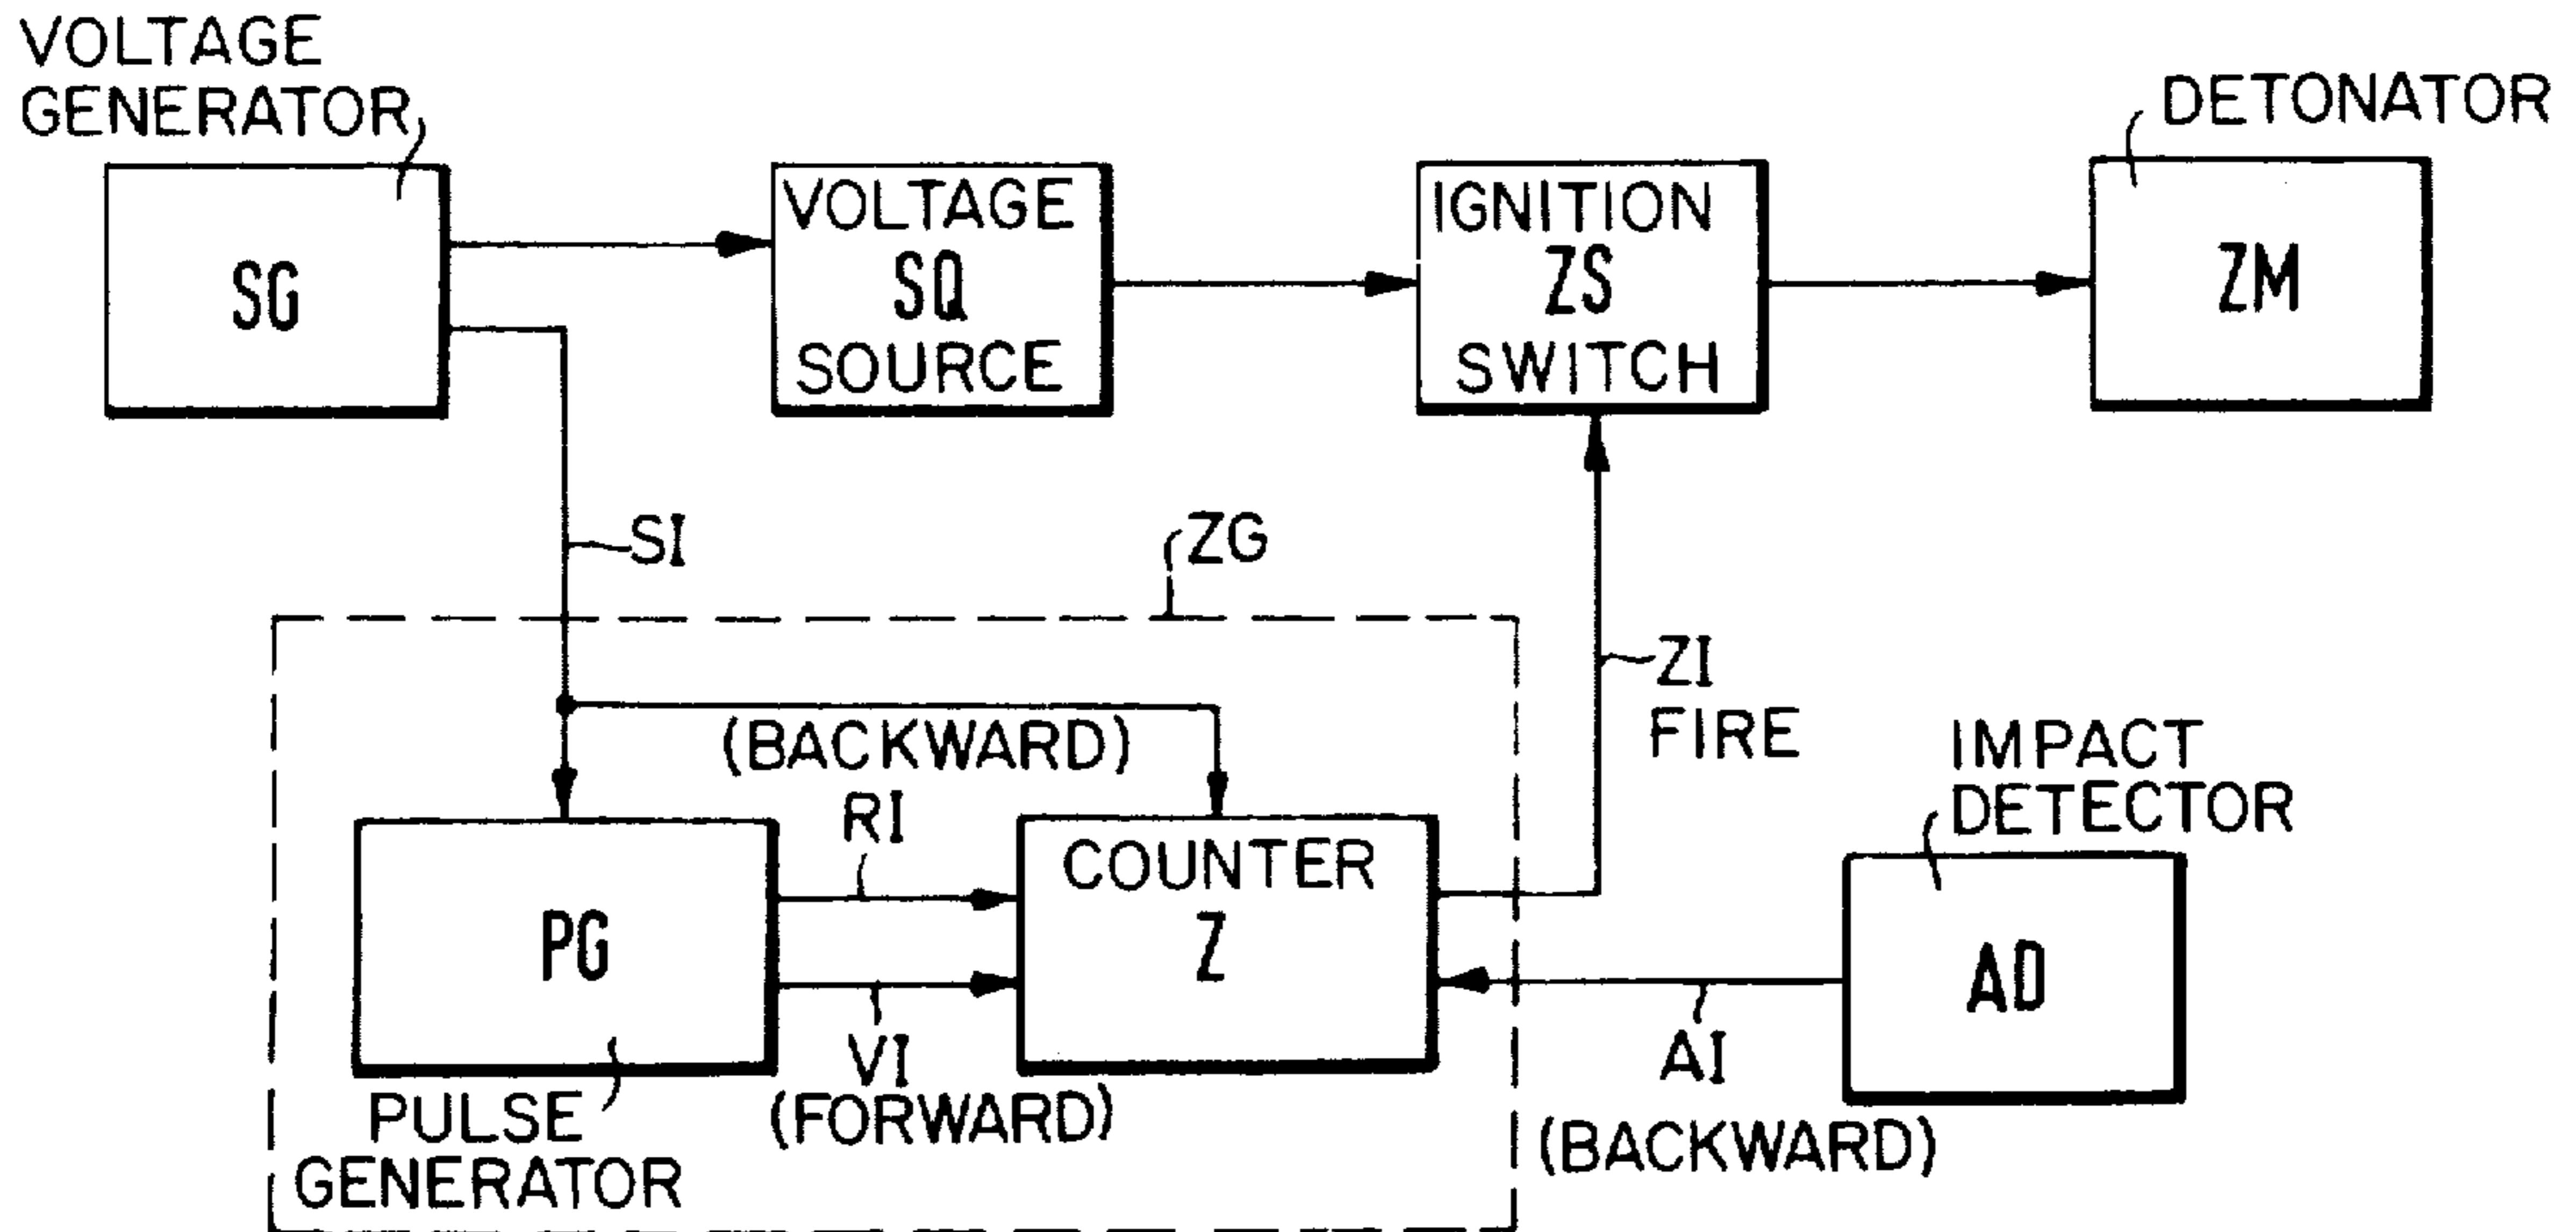 VOLTAGE
GENERATOR
DETONATOR
SG
VOLTAGE
SQ
SOURCE
IGNITION
ZS
SWITCH
ZM
SI
ZG
ZI
FIRE
(BACKWARD)
RI
IMPACT
DETECTOR
COUNTER
Z
PG
AD
VI
(FORWARD)
AI
(BACKWARD)
PULSE
GENERATOR